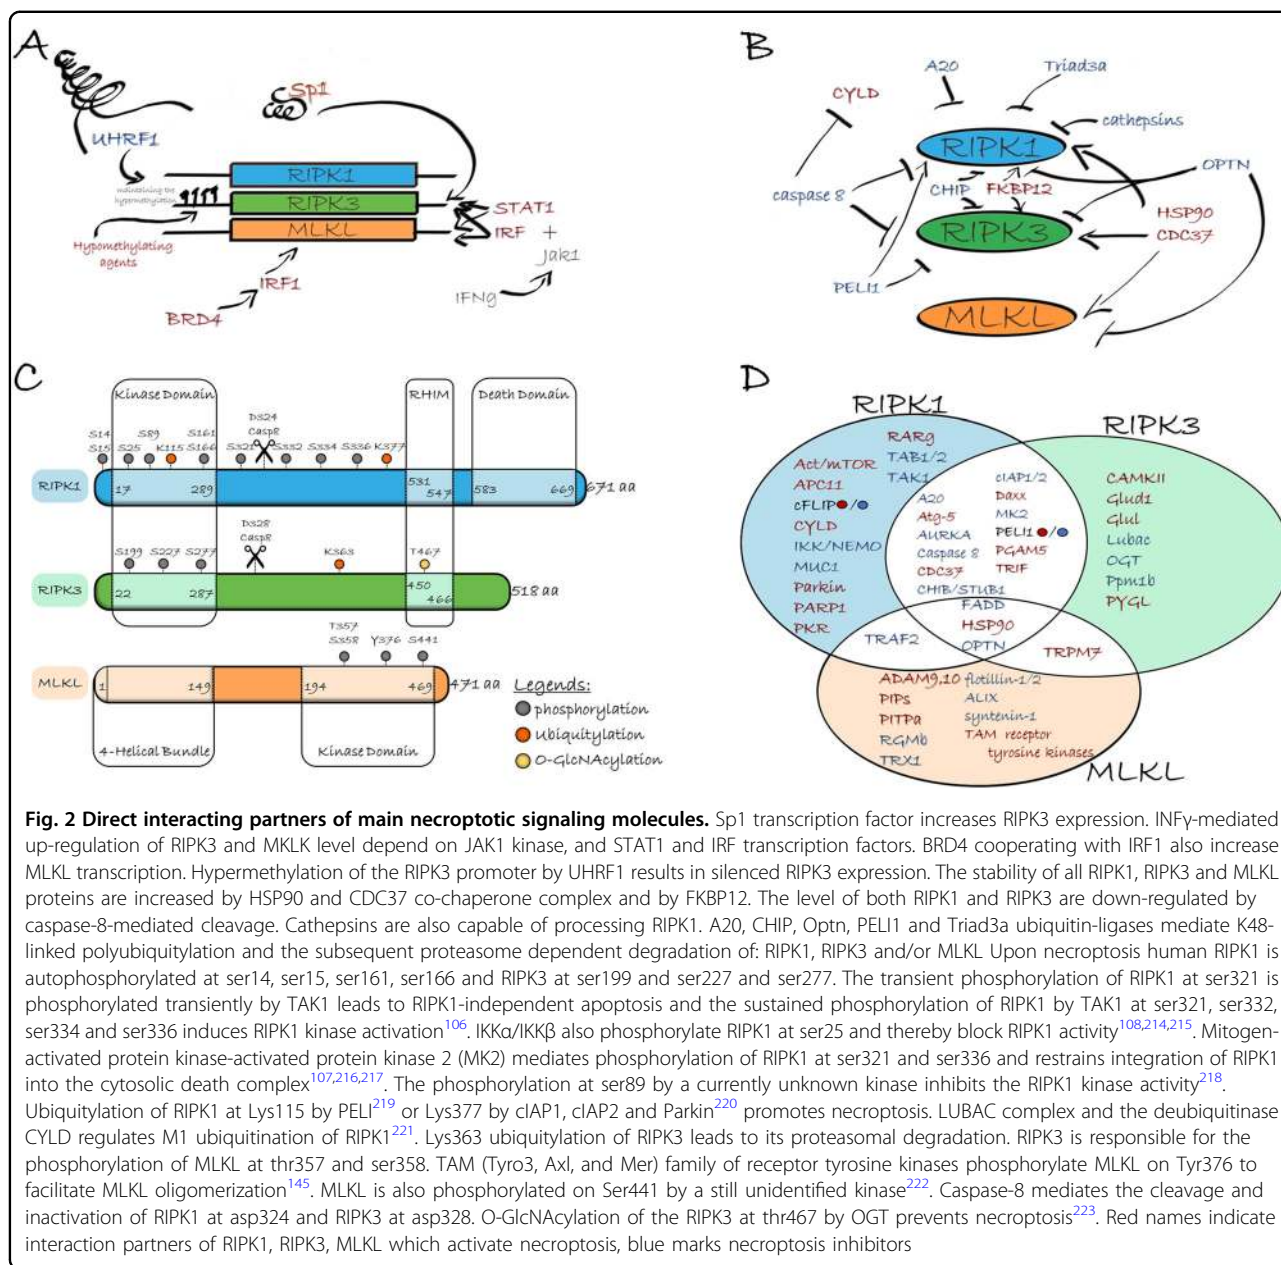 A
Sp1
UHRF1
maintaining the
hypermethylation
RIPK1
RIPK3
MLKL
Hypomethylating
agents
STAT1
IRF +
Jak1
IRF1
IFNg
BRD4
B
A20
Triad3a
CYLD
cathepsins
RIPK1
OPTN
caspase 8
CHIP
FKBP12
HSP90
RIPK3
CDC37
PELI1
MLKL
C
Kinase Domain
RHIM
Death Domain
D324
Casp8
S14
S89
S161
S15
S25
K115
S166
S321
S332
S334
S336
K377
RIPK1
17
289
531
547
583
669
671 aa
D328
Casp8
S199
S227
S277
K363
T467
RIPK3
22
287
450
466
518 aa
T357
S358
Y376
S441
MLKL
1
149
194
469
471 aa
4-Helical Bundle
Kinase Domain
Legends:
phosphorylation
ubiquitylation
O-GlcNAcylation
D
RIPK1
RIPK3
RARg
TAB1/2
TAK1
Act/mTOR
APC11
cFLIP /
CYLD
IKK/NEMO
MUC1
Parkin
PARP1
PKR
A20
Atg-5
AURKA
Caspase 8
CDC37
CHIB/STUB1
cIAP1/2
Daxx
MK2
PELI1 /
PGAM5
TRIF
CAMKII
Glud1
Glul
Lubac
OGT
Ppm1b
PYGL
FADD
HSP90
OPTN
TRAF2
TRPM7
ADAM9,10
PIPs
PITPa
RGMb
TRX1
flotillin-1/2
ALIX
syntenin-1
TAM receptor
tyrosine kinases
MLKL
Fig. 2 Direct interacting partners of main necroptotic signaling molecules. Sp1 transcription factor increases RIPK3 expression. INFγ-mediated
up-regulation of RIPK3 and MKLK level depend on JAK1 kinase, and STAT1 and IRF transcription factors. BRD4 cooperating with IRF1 also increase
MLKL transcription. Hypermethylation of the RIPK3 promoter by UHRF1 results in silenced RIPK3 expression. The stability of all RIPK1, RIPK3 and MLKL
proteins are increased by HSP90 and CDC37 co-chaperone complex and by FKBP12. The level of both RIPK1 and RIPK3 are down-regulated by
caspase-8-mediated cleavage. Cathepsins are also capable of processing RIPK1. A20, CHIP, Optn, PELI1 and Triad3a ubiquitin-ligases mediate K48-
linked polyubiquitylation and the subsequent proteasome dependent degradation of: RIPK1, RIPK3 and/or MLKL Upon necroptosis human RIPK1 is
autophosphorylated at ser14, ser15, ser161, ser166 and RIPK3 at ser199 and ser227 and ser277. The transient phosphorylation of RIPK1 at ser321 is
phosphorylated transiently by TAK1 leads to RIPK1-independent apoptosis and the sustained phosphorylation of RIPK1 by TAK1 at ser321, ser332,
ser334 and ser336 induces RIPK1 kinase activation106. IKKα/IKKβ also phosphorylate RIPK1 at ser25 and thereby block RIPK1 activity108,214,215. Mitogen-
activated protein kinase-activated protein kinase 2 (MK2) mediates phosphorylation of RIPK1 at ser321 and ser336 and restrains integration of RIPK1
into the cytosolic death complex107,216,217. The phosphorylation at ser89 by a currently unknown kinase inhibits the RIPK1 kinase activity218.
Ubiquitylation of RIPK1 at Lys115 by PELI219 or Lys377 by cIAP1, cIAP2 and Parkin220 promotes necroptosis. LUBAC complex and the deubiquitinase
CYLD regulates M1 ubiquitination of RIPK1221. Lys363 ubiquitylation of RIPK3 leads to its proteasomal degradation. RIPK3 is responsible for the
phosphorylation of MLKL at thr357 and ser358. TAM (Tyro3, Axl, and Mer) family of receptor tyrosine kinases phosphorylate MLKL on Tyr376 to
facilitate MLKL oligomerization145. MLKL is also phosphorylated on Ser441 by a still unidentified kinase222. Caspase-8 mediates the cleavage and
inactivation of RIPK1 at asp324 and RIPK3 at asp328. O-GlcNAcylation of the RIPK3 at thr467 by OGT prevents necroptosis223. Red names indicate
interaction partners of RIPK1, RIPK3, MLKL which activate necroptosis, blue marks necroptosis inhibitors